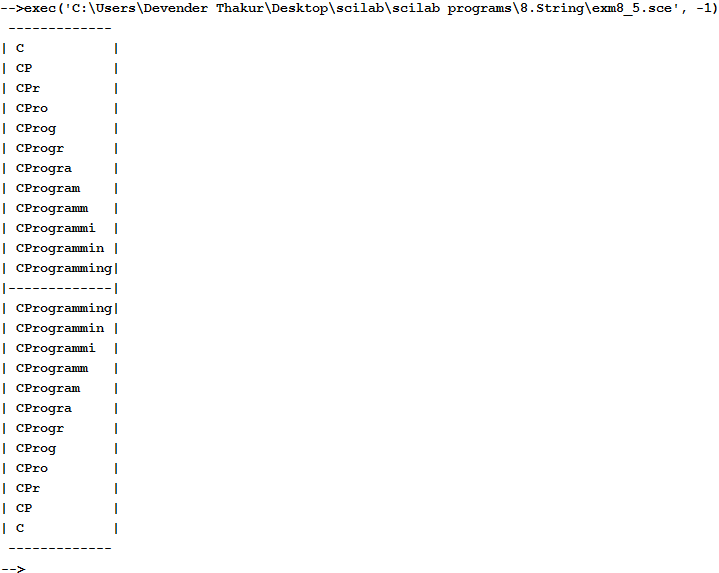 -->exec('C:\Users\Devender Thakur\Desktop\scilab\scilab programs\8.String\exm8_5.sce', -1)
 -------------
| C           |
| CP          |
| CPr         |
| CPro        |
| CProg       |
| CProgr      |
| CProgra     |
| CProgram    |
| CProgramm   |
| CProgrammi  |
| CProgrammin |
| CProgramming|
|-------------|
| CProgramming|
| CProgrammin |
| CProgrammi  |
| CProgramm   |
| CProgram    |
| CProgra     |
| CProgr      |
| CProg       |
| CPro        |
| CPr         |
| CP          |
| C           |
 -------------
-->